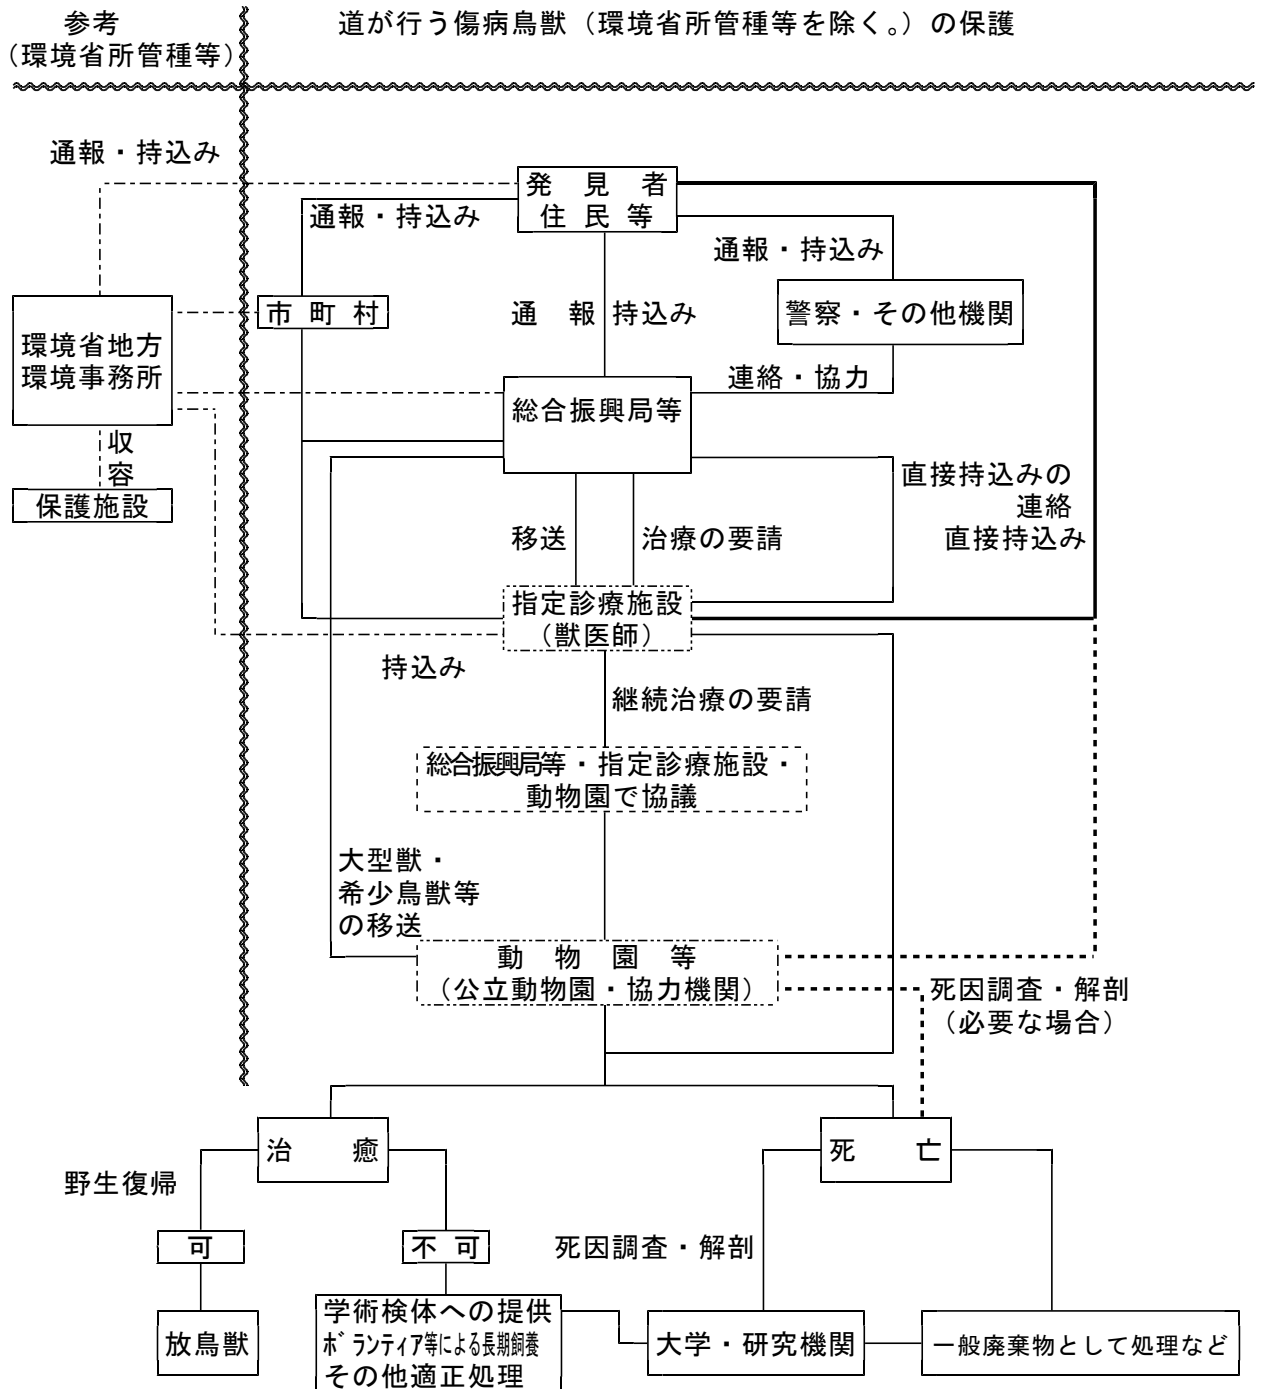 参考
（環境省所管種等）
道が行う傷病鳥獣（環境省所管種等を除く。）の保護
通報・持込み
発　見　者
住 民 等
通報・持込み
通報・持込み
市 町 村
通　報
持込み
警察・その他機関
環境省地方
環境事務所
連絡・協力
総合振興局等
収
容
保護施設
直接持込みの
連絡
直接持込み
移送
治療の要請
指定診療施設
（獣医師）
持込み
継続治療の要請
総合振興局等・指定診療施設・
動物園で協議
大型獣・
希少鳥獣等
の移送
動　物　園　等
（公立動物園・協力機関）
死因調査・解剖
（必要な場合）
治　　癒
死　　亡
野生復帰
可
不 可
死因調査・解剖
放鳥獣
学術検体への提供
ﾎﾞランティア等による長期飼養
その他適正処理
大学・研究機関
一般廃棄物として処理など